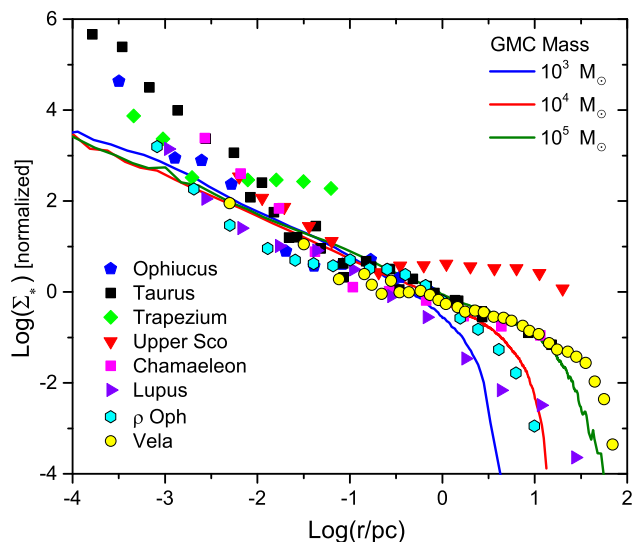 GMC Mass
10³ M☉
10⁴ M☉
10⁵ M☉
6
4
2
0
-2
-4
Log(Σ*) [normalized]
Ophiucus
Taurus
Trapezium
Upper Sco
Chamaeleon
Lupus
ρ Oph
Vela
-4 -3 -2 -1 0 1 2
Log(r/pc)